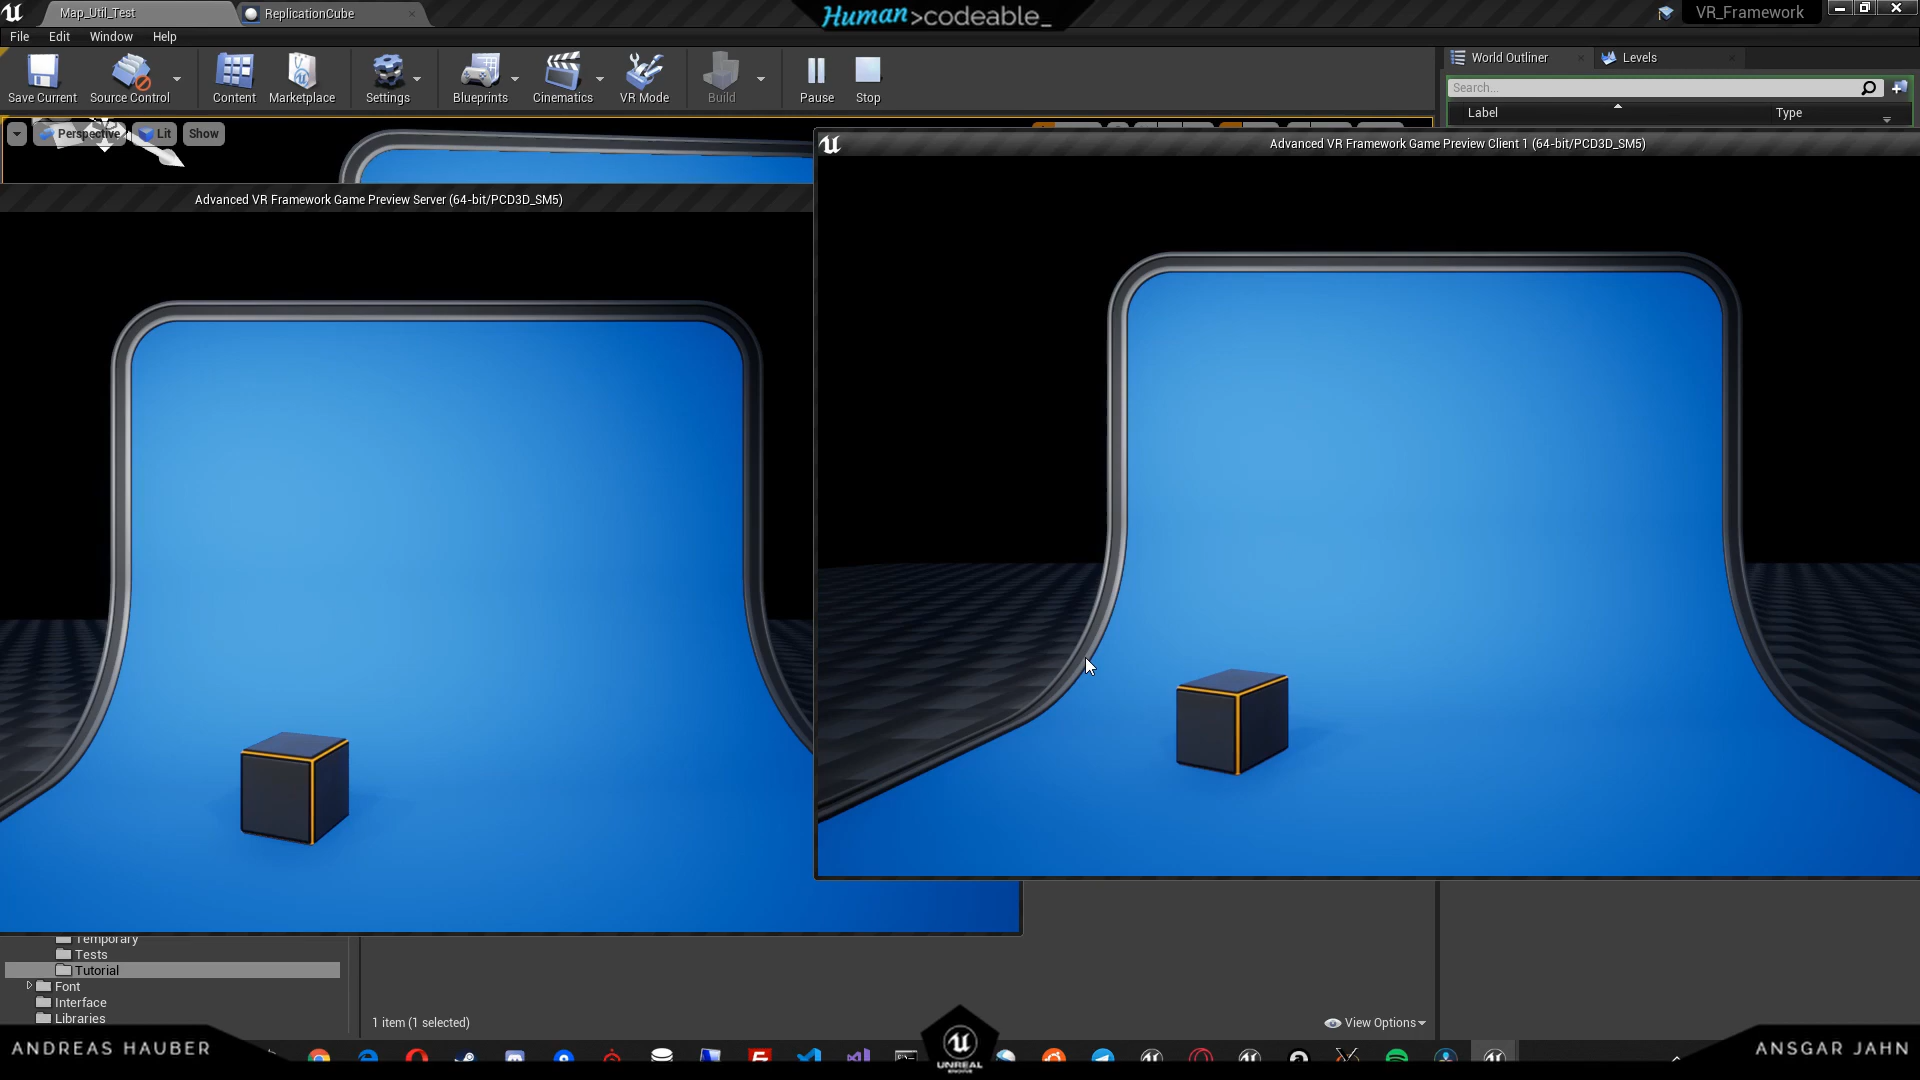 Map_Util_Test
ReplicationCube
Human>codeable_
VR_Framework
File
Edit
Window
Help
Save Current
Source Control
Content
Marketplace
Settings
Blueprints
Cinematics
VR Mode
Build
Pause
Stop
World Outliner
Levels
Search...
Label
Type
Perspective
Lit
Show
Advanced VR Framework Game Preview Client 1 (64-bit/PCD3D_SM5)
Advanced VR Framework Game Preview Server (64-bit/PCD3D_SM5)
Temporary
Tests
Tutorial
Font
Interface
Libraries
1 item (1 selected)
View Options
ANDREAS HAUBER
UNREAL
ENGINE
ANSGAR JAHN